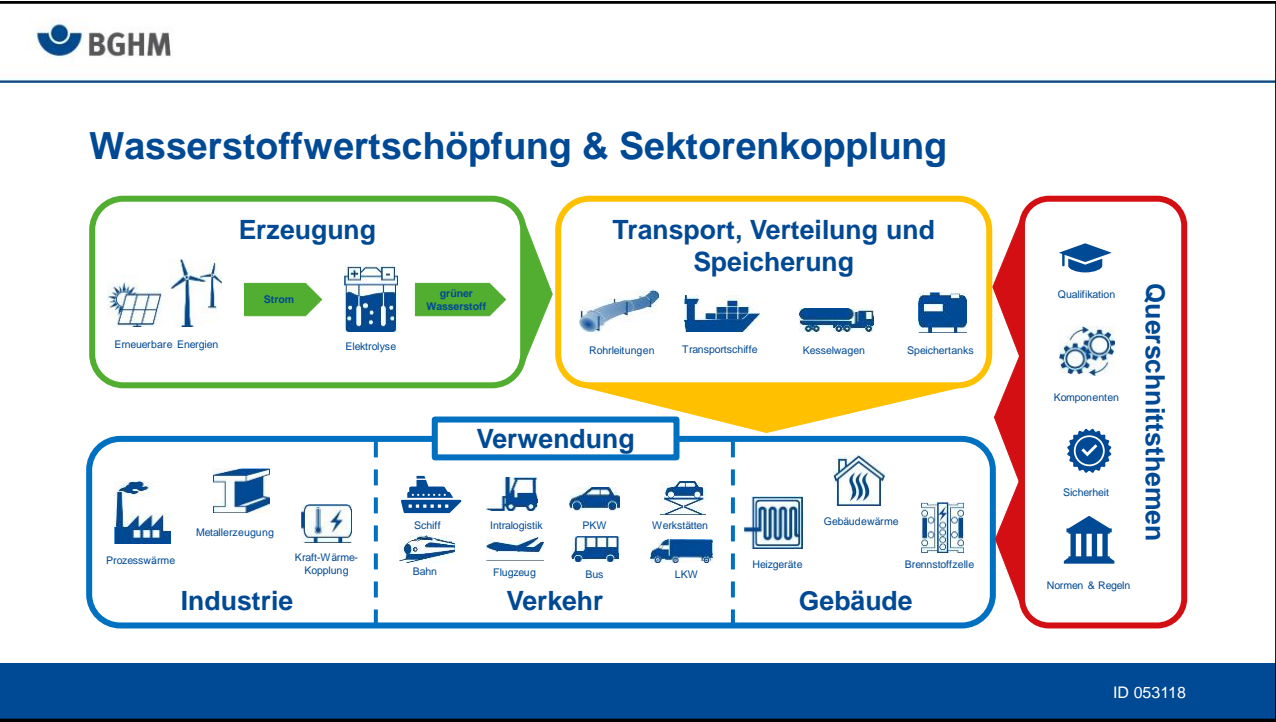 BGHM
Wasserstoffwertschöpfung & Sektorenkopplung
Erzeugung
Erneuerbare Energien
Strom
Elektrolyse
grüner
Wasserstoff
Transport, Verteilung und
Speicherung
Rohrleitungen
Transportschiffe
Kesselwagen
Speichertanks
Verwendung
Prozesswärme
Metallerzeugung
Kraft-Wärme-
Kopplung
Industrie
Schiff
Intralogistik
PKW
Werkstätten
Bahn
Flugzeug
Bus
LKW
Verkehr
Heizgeräte
Gebäudewärme
Brennstoffzelle
Gebäude
Querschnittsthemen
Qualifikation
Komponenten
Sicherheit
Normen & Regeln
ID 053118